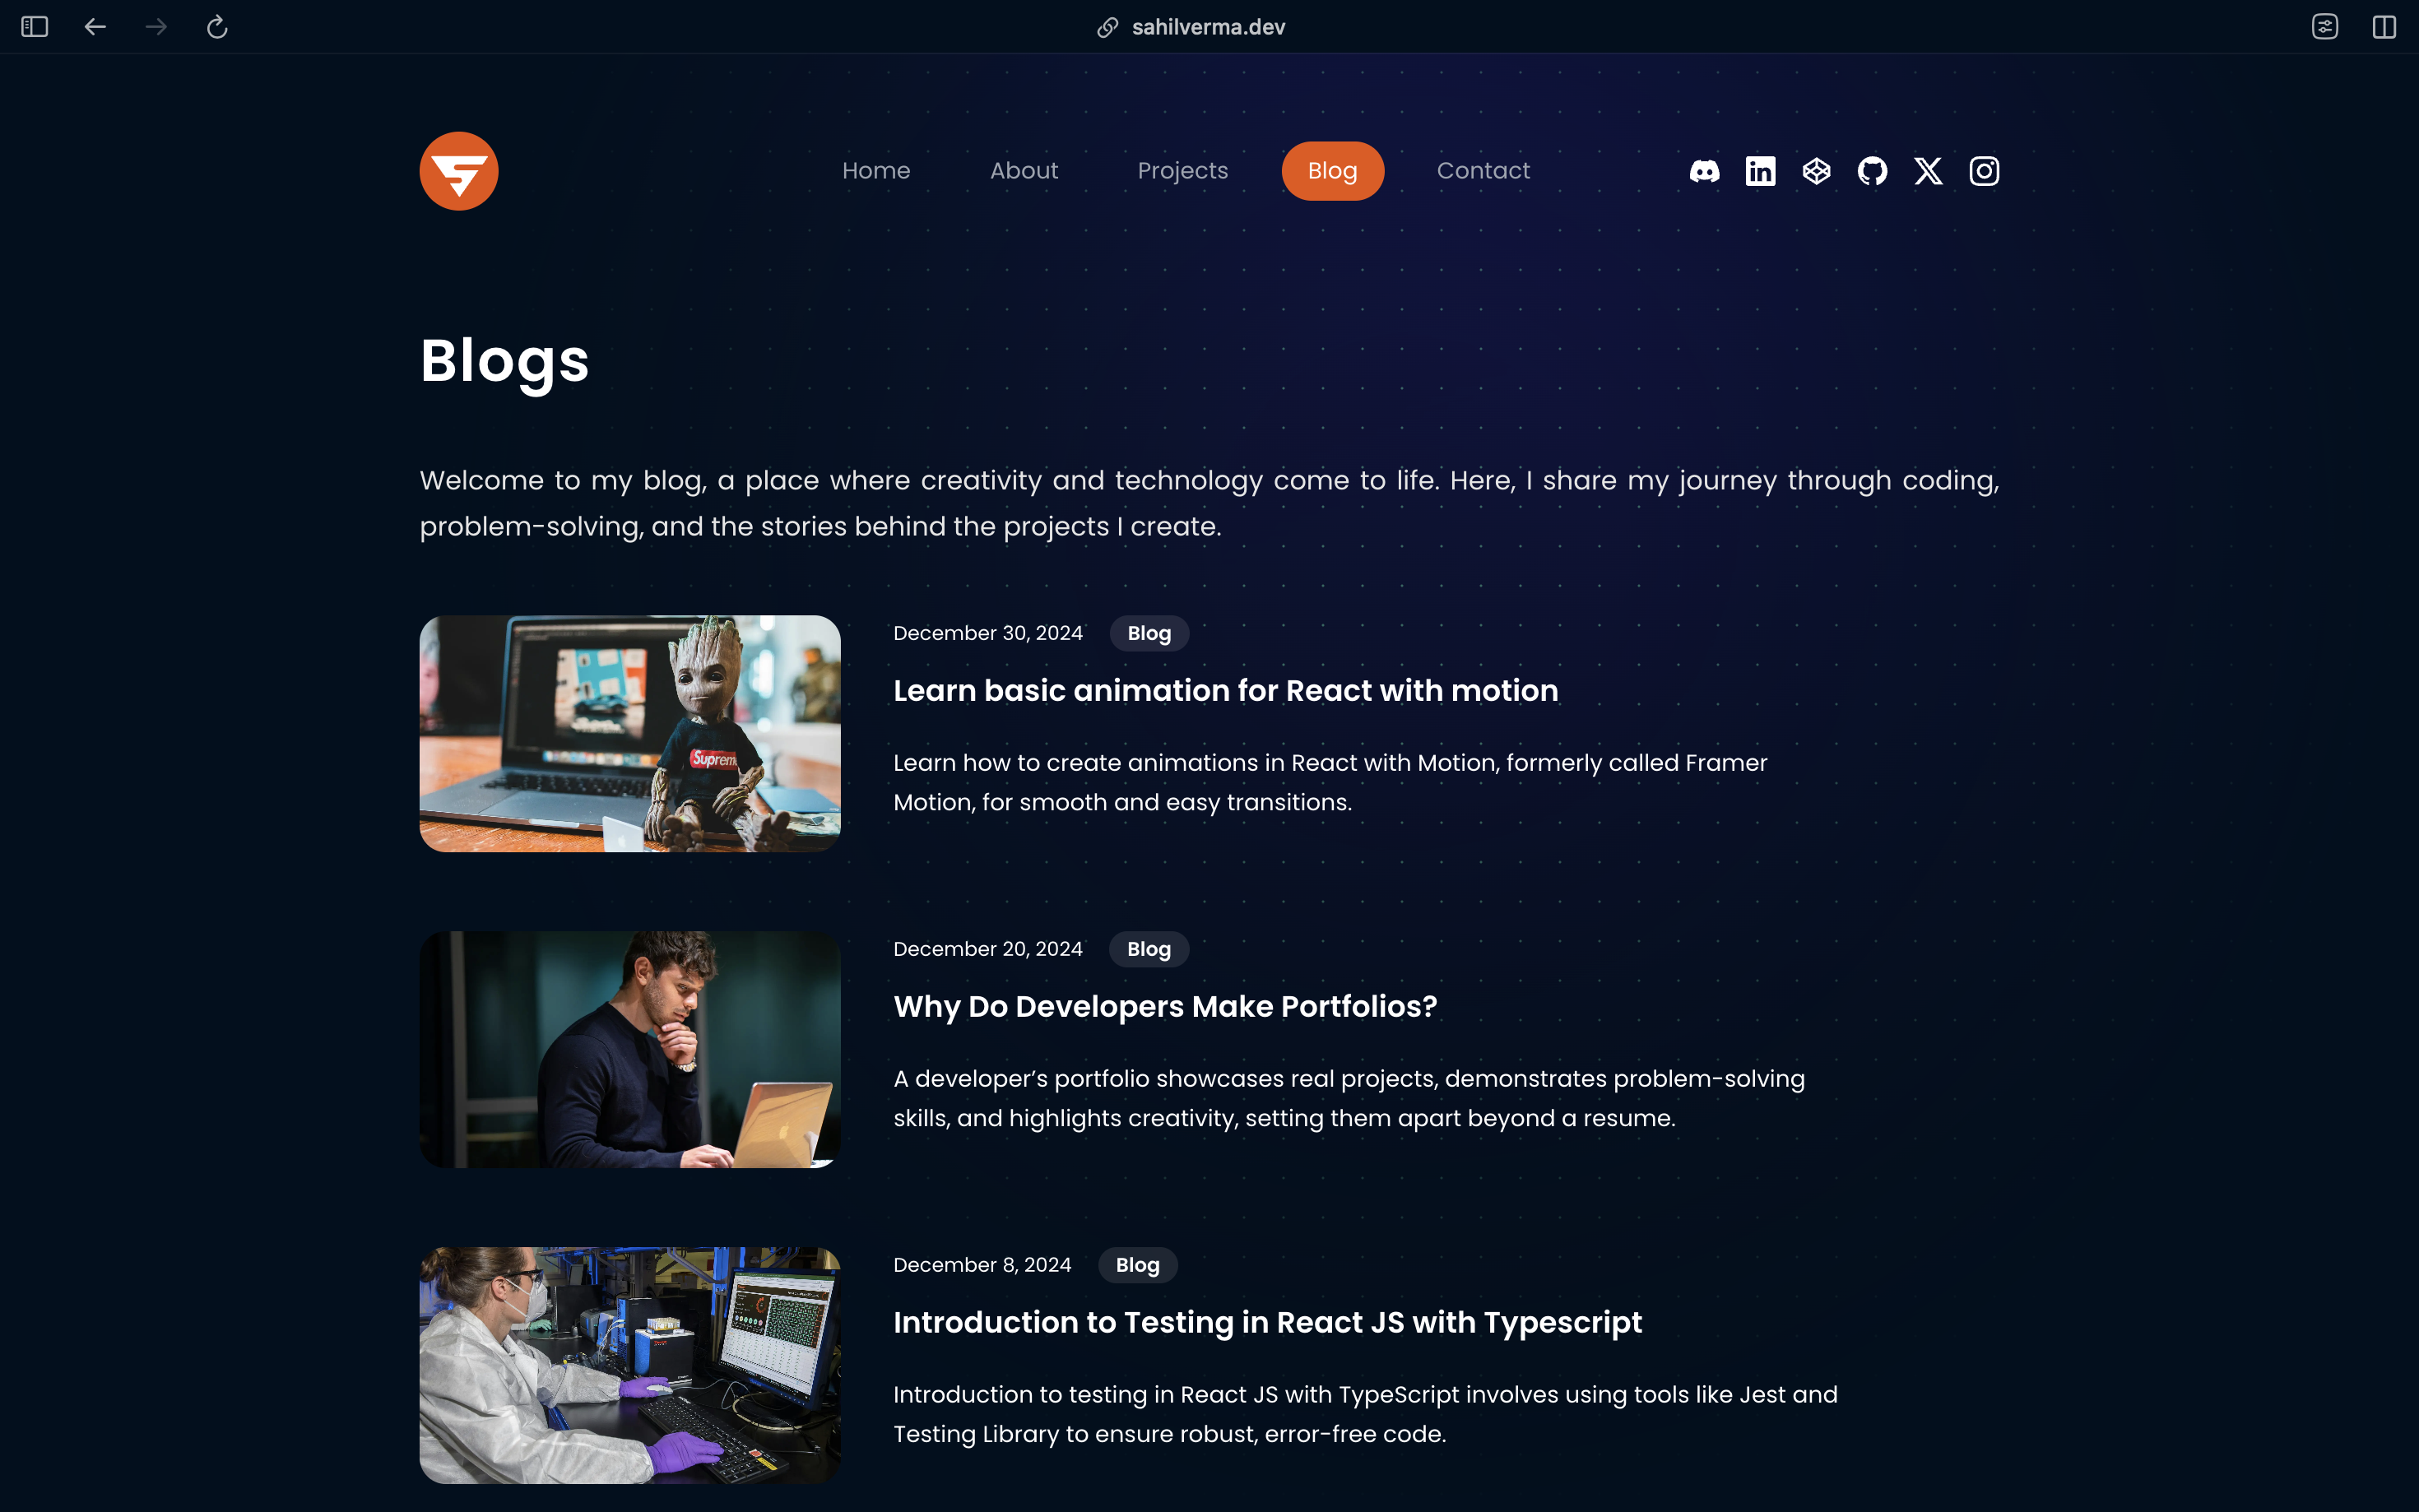 sahilverma.dev
Home About Projects Blog Contact
Blogs
Welcome to my blog, a place where creativity and technology come to life. Here, I share my journey through coding,
problem-solving, and the stories behind the projects I create.
Suprem
December 30, 2024 Blog
Learn basic animation for React with motion
Learn how to create animations in React with Motion, formerly called Framer
Motion, for smooth and easy transitions.
December 20, 2024 Blog
Why Do Developers Make Portfolios?
A developer’s portfolio showcases real projects, demonstrates problem-solving
skills, and highlights creativity, setting them apart beyond a resume.
December 8, 2024 Blog
Introduction to Testing in React JS with Typescript
Introduction to testing in React JS with TypeScript involves using tools like Jest and
Testing Library to ensure robust, error-free code.